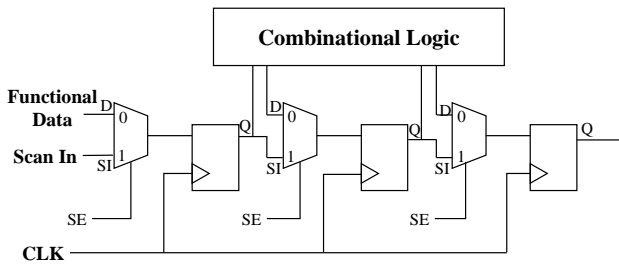 Combinational Logic
Functional
Data
D
0
Scan In
SI
1
SE
Q
D
0
SI
1
SE
Q
D
0
SI
1
SE
Q
CLK